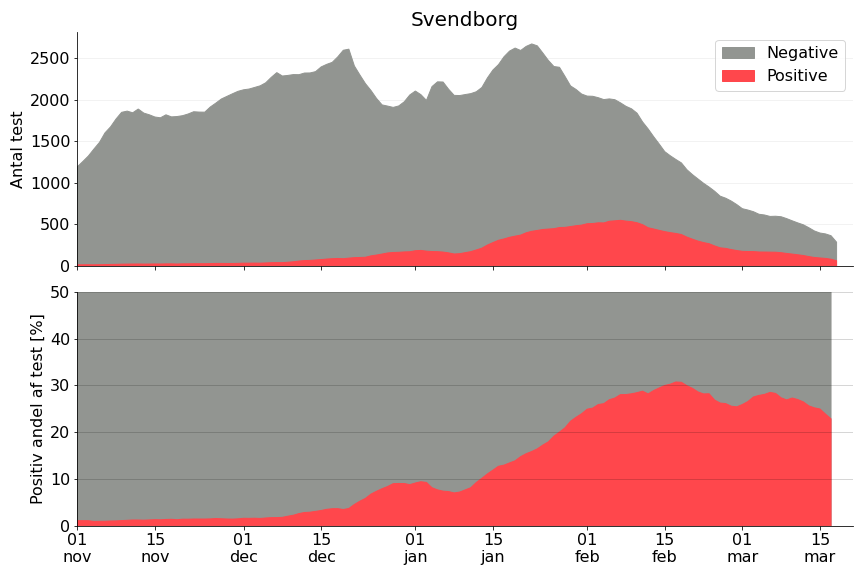 Svendborg
Antal test
2500
2000
1500
1000
500
0
Negative
Positive
Positiv andel af test [%]
50
40
30
20
10
0
01 15 01 15 01 15 01 15 01 15
nov nov dec dec jan jan feb feb mar mar